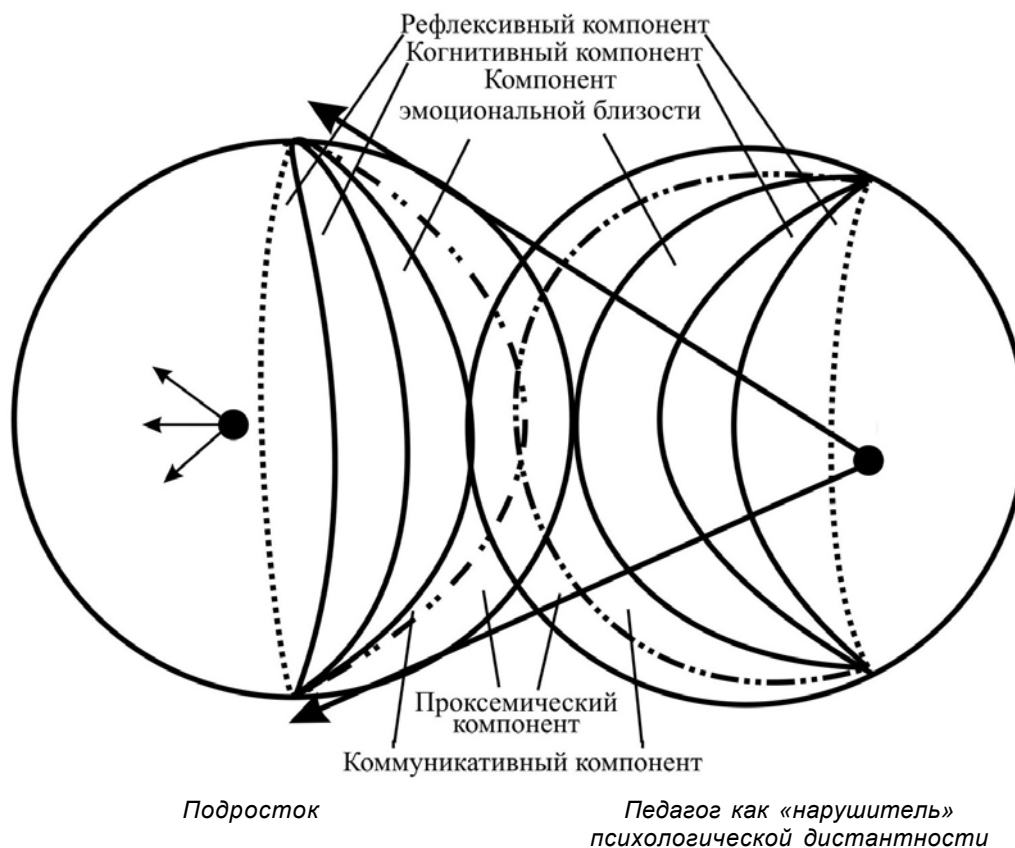 Рефлексивный компонент
Когнитивный компонент
Компонент
эмоциональной близости
Проксемический
компонент
Коммуникативный компонент
Подросток
Педагог как «нарушитель»
психологической дистантности